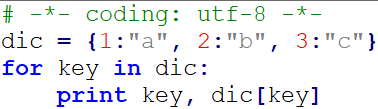 # -*- coding: utf-8 -*-
dic = {1:"a", 2:"b", 3:"c"}
for key in dic:
    print key, dic[key]